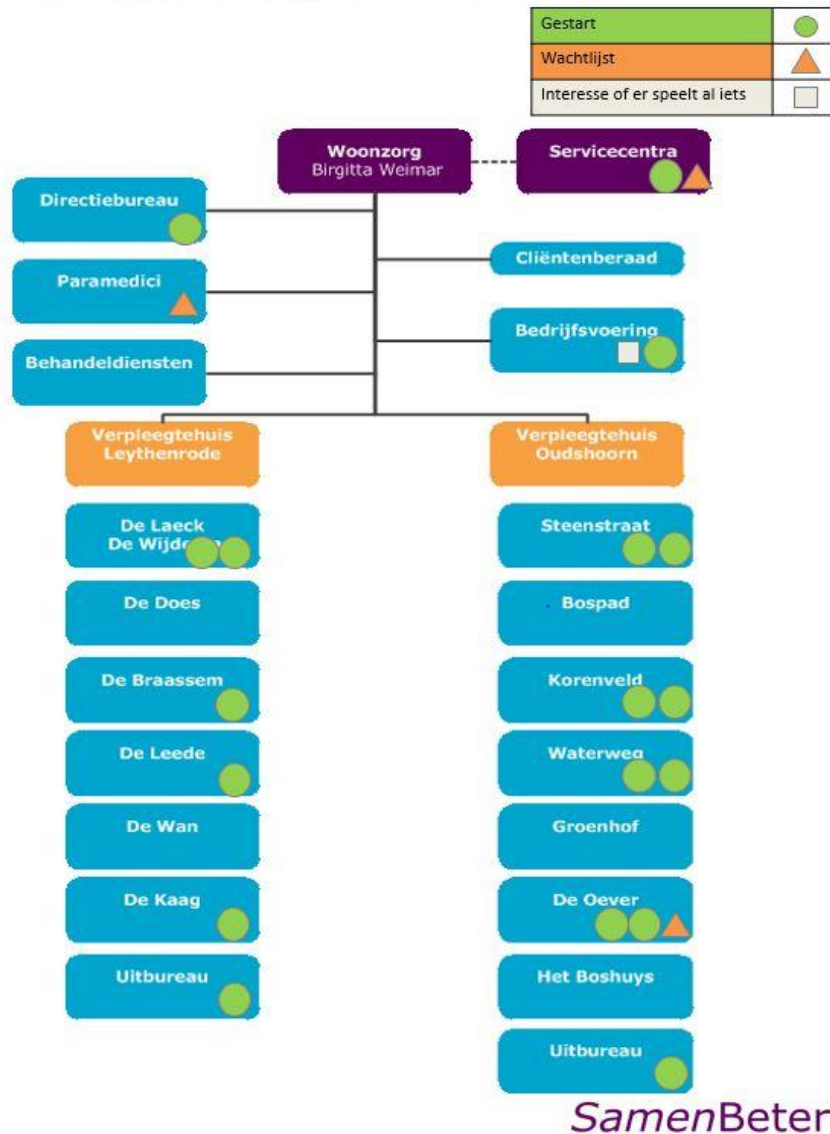 Gestart
Wachtlijst
Interesse of er speelt al iets
Woonzorg
Birgitta Weimar
Servicecentra
Directiebureau
Cliëntenberaad
Paramedici
Bedrijfsvoering
Behandeldiensten
Verpleegtehuis
Leythenrode
Verpleegtehuis
Oudshoorn
De Laeck
De
Steenstraat
De Does
Bospad
De Braassem
Korenveld
De Leede
Waterweg
De Wan
Groenhof
De Kaag
De Oever
Uitbureau
Het Boshuys
Uitbureau
SamenBeter